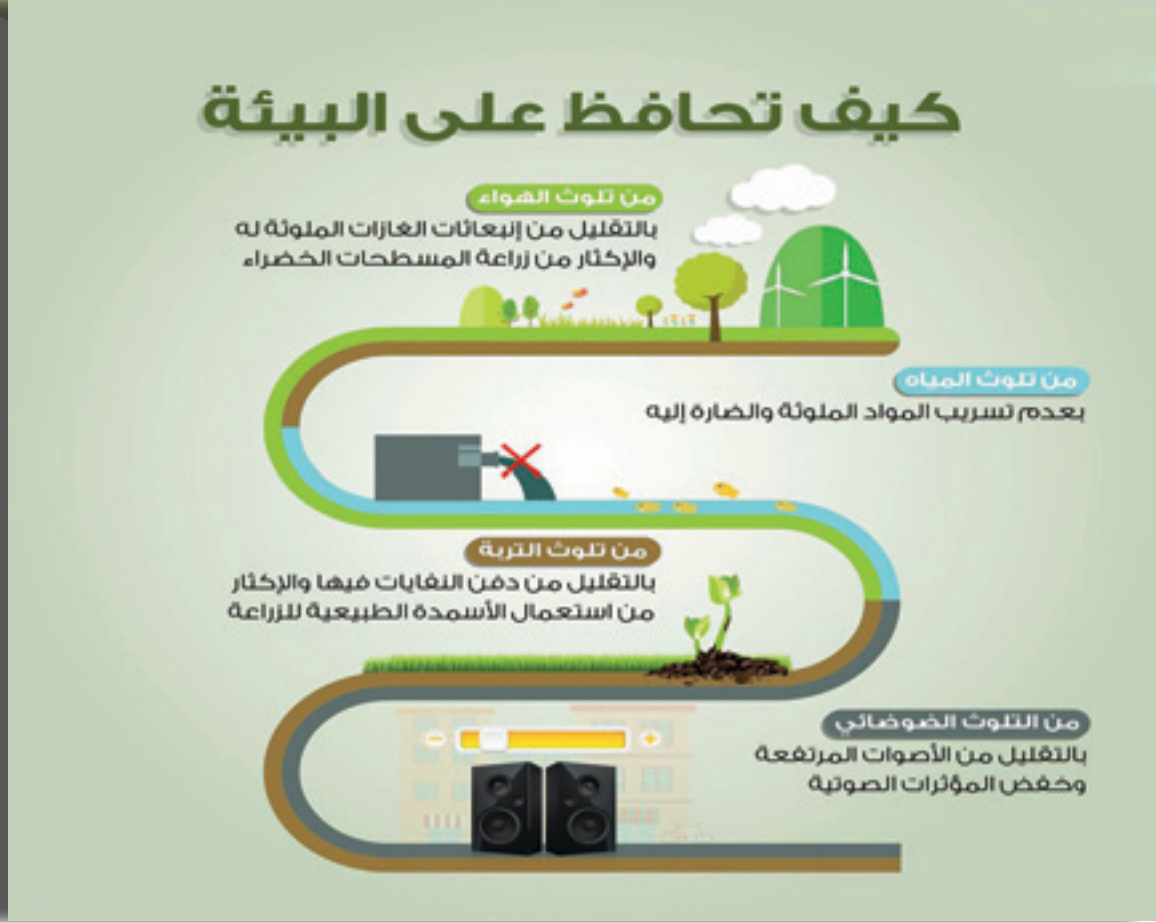 كيف تحافظ على البيئة
من تلوث الهواء
بالتقليل من إنبعاثات الغازات الملوثة له
والإكثار من زراعة المسطحات الخضراء
من تلوث المياه
بعدم تسريب المواد الملوثة والضارة إليه
من تلوث التربة
بالتقليل من دفن النفايات فيها والإكثار
من استعمال الأسمدة الطبيعية للزراعة
من التلوث الضوضائي
بالتقليل من الأصوات المرتفعة
وخفض المؤثرات الصوتية